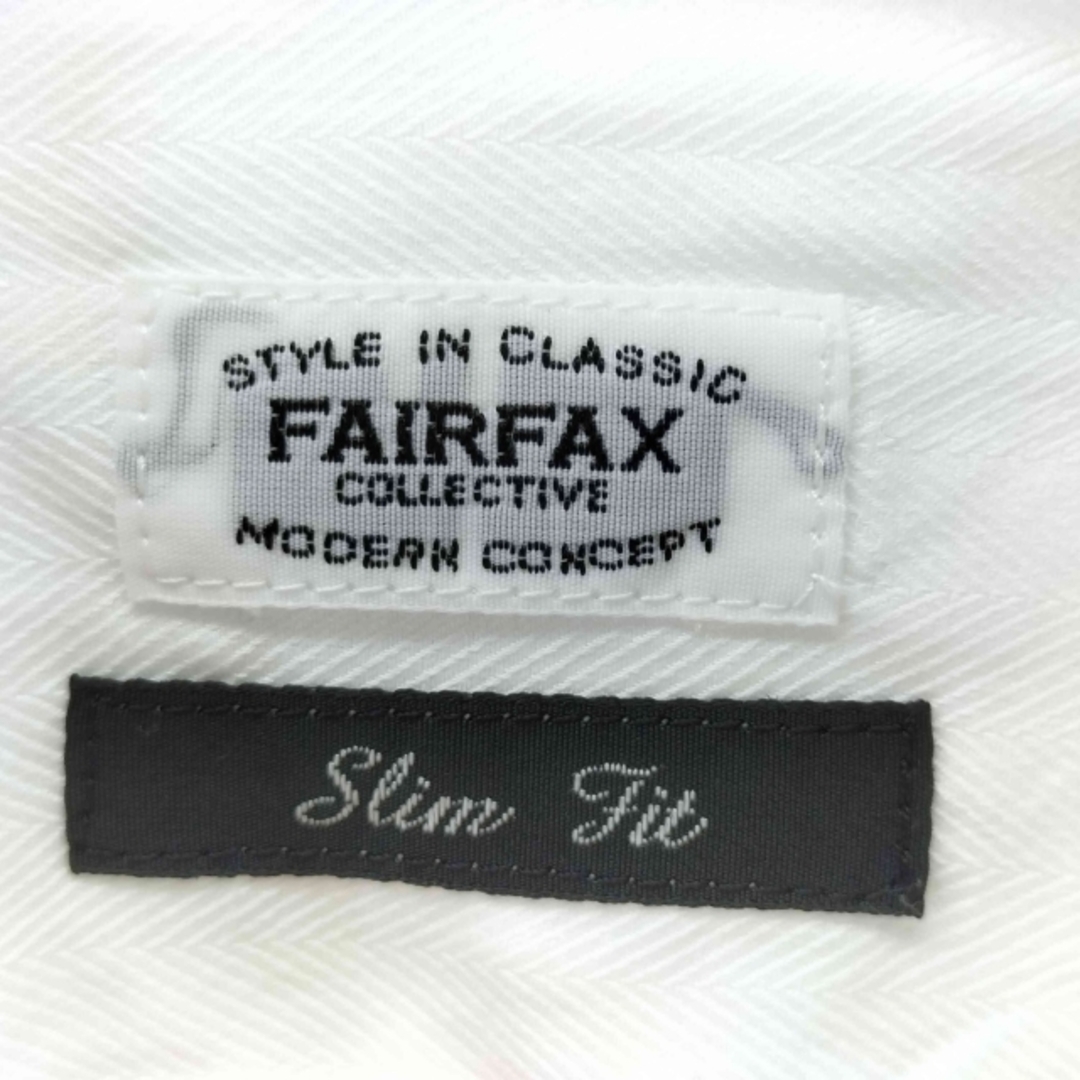 STYLE IN CLASSIC
FAIRFAX
COLLECTIVE
MODERN CONCEPT
Slim Fit